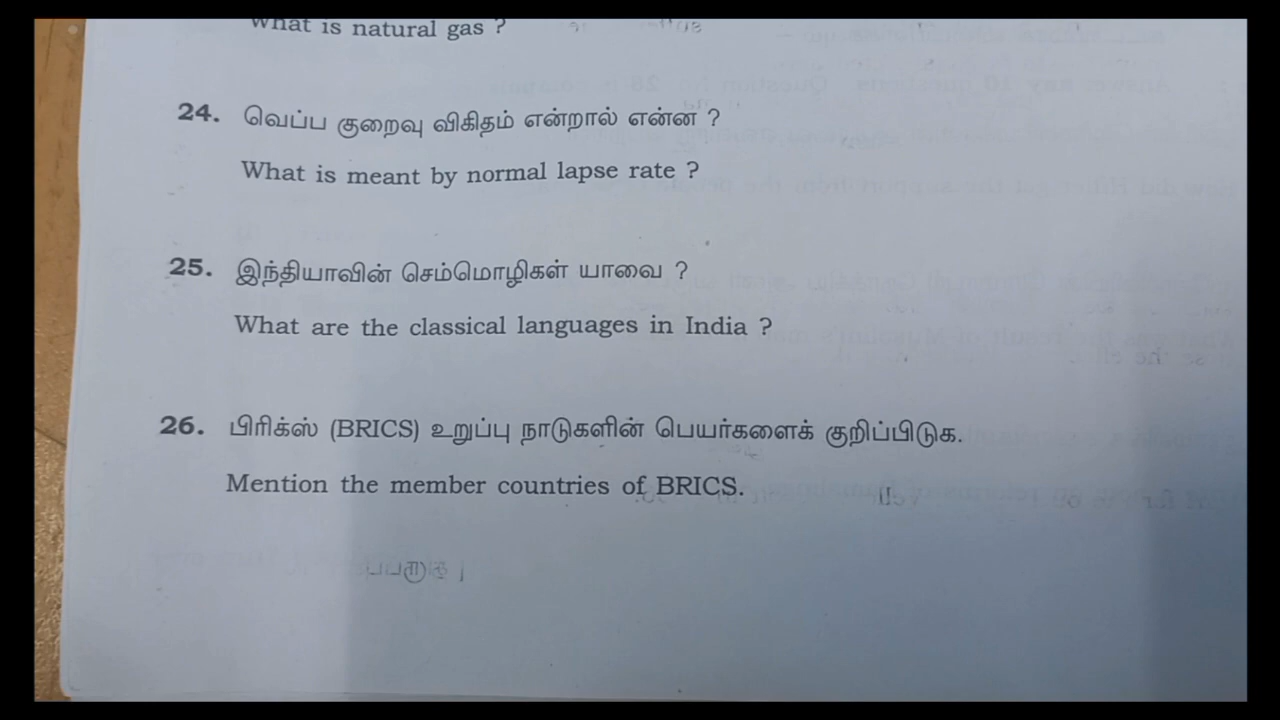 What is natural gas ?
24. வெப்ப குறைவு விகிதம் என்றால் என்ன ?
What is meant by normal lapse rate ?
25. இந்தியாவின் செம்மொழிகள் யாவை ?
What are the classical languages in India ?
26. பிரிக்ஸ் (BRICS) உறுப்பு நாடுகளின் பெயர்களைக் குறிப்பிடுக.
Mention the member countries of BRICS.